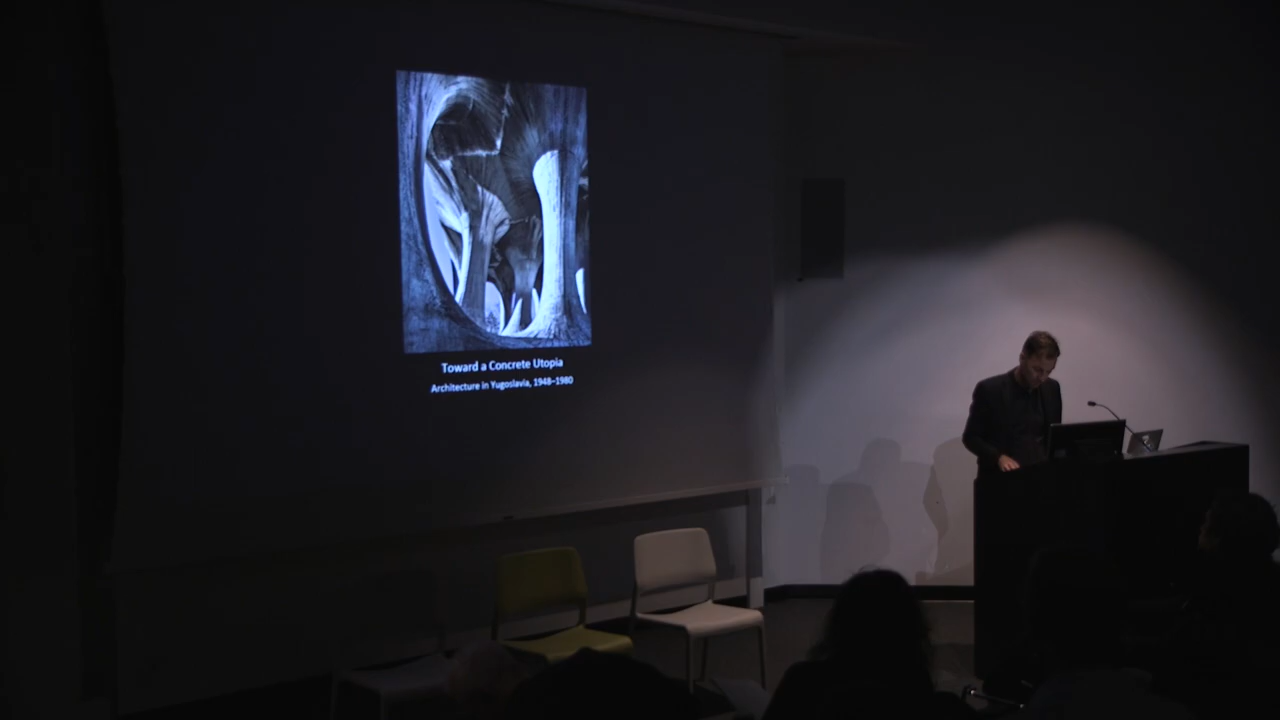 Toward a Concrete Utopia
Architecture in Yugoslavia, 1948–1980